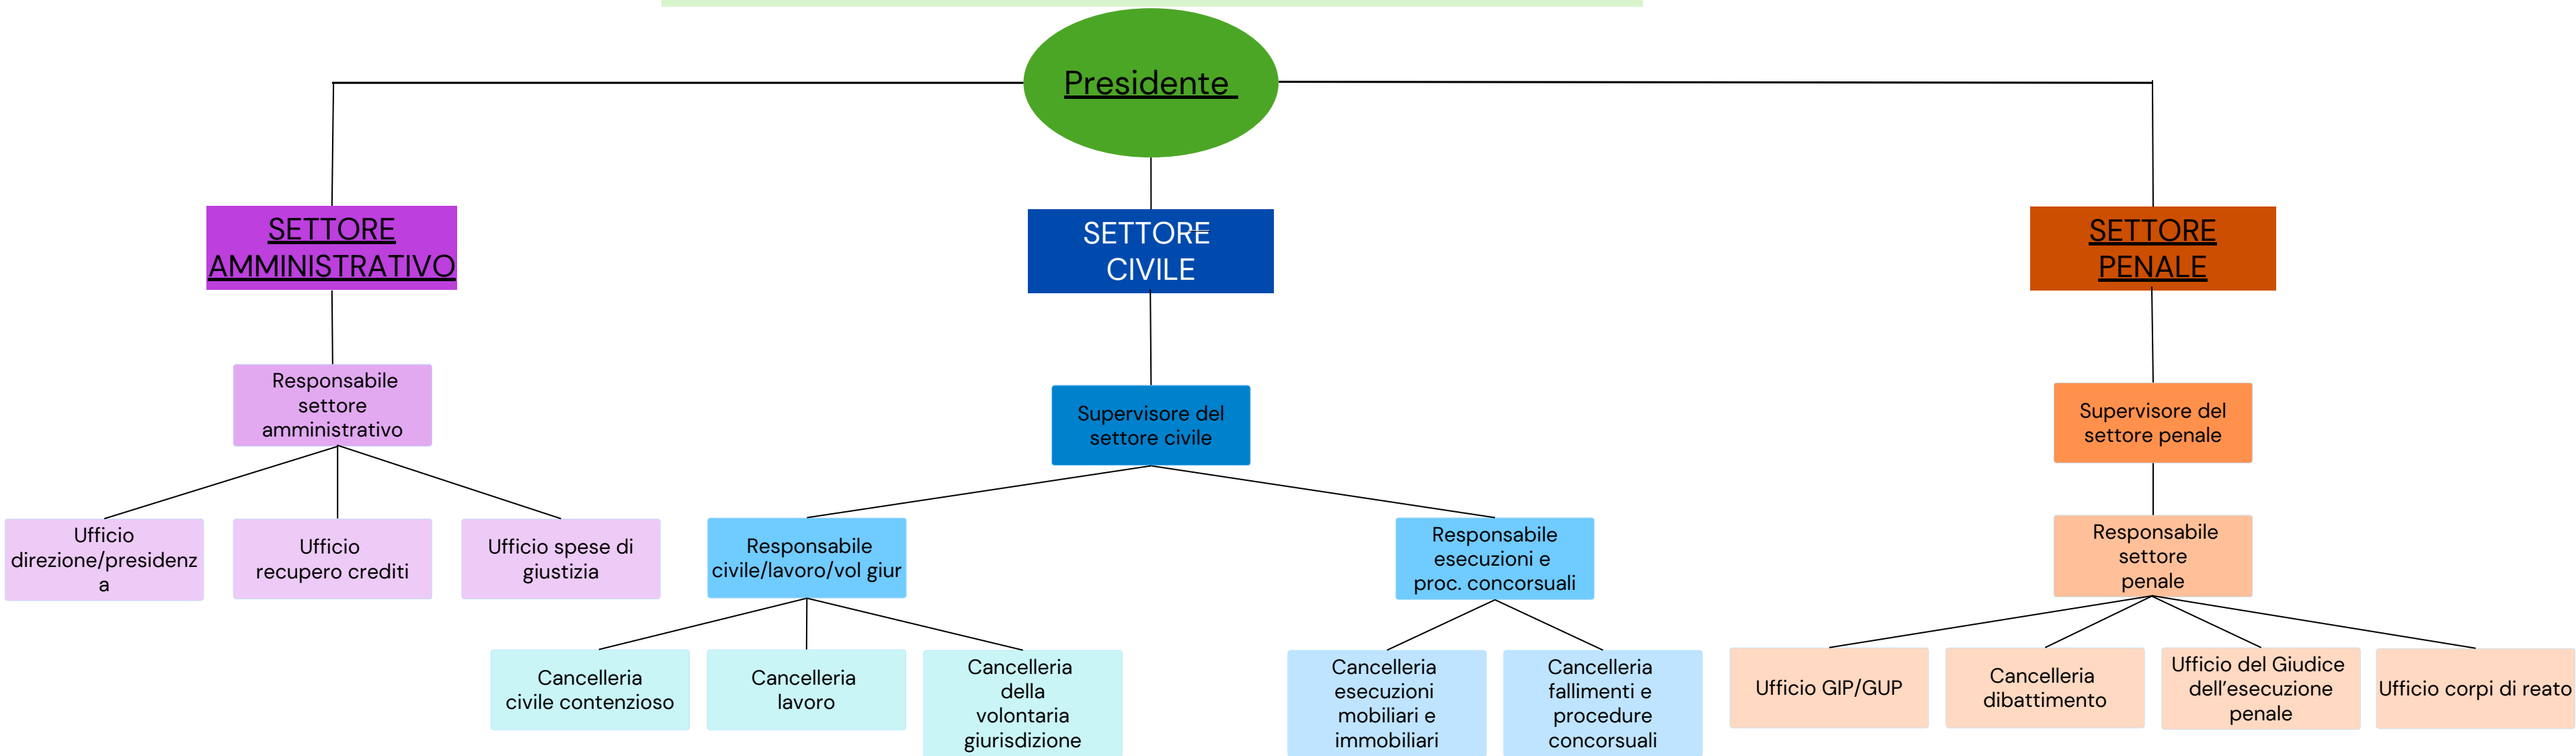 Presidente
SETTORE
AMMINISTRATIVO
SETTORE
CIVILE
SETTORE
PENALE
Responsabile
settore
amministrativo
Supervisore del
settore civile
Supervisore del
settore penale
Ufficio
direzione/presidenz
a
Ufficio
recupero crediti
Ufficio spese di
giustizia
Responsabile
civile/lavoro/vol giur
Responsabile
esecuzioni e
proc. concorsuali
Responsabile
settore
penale
Cancelleria
civile contenzioso
Cancelleria
lavoro
Cancelleria
della
volontaria
giurisdizione
Cancelleria
esecuzioni
mobiliari e
immobiliari
Cancelleria
fallimenti e
procedure
concorsuali
Ufficio GIP/GUP
Cancelleria
dibattimento
Ufficio del Giudice
dell’esecuzione
penale
Ufficio corpi di reato